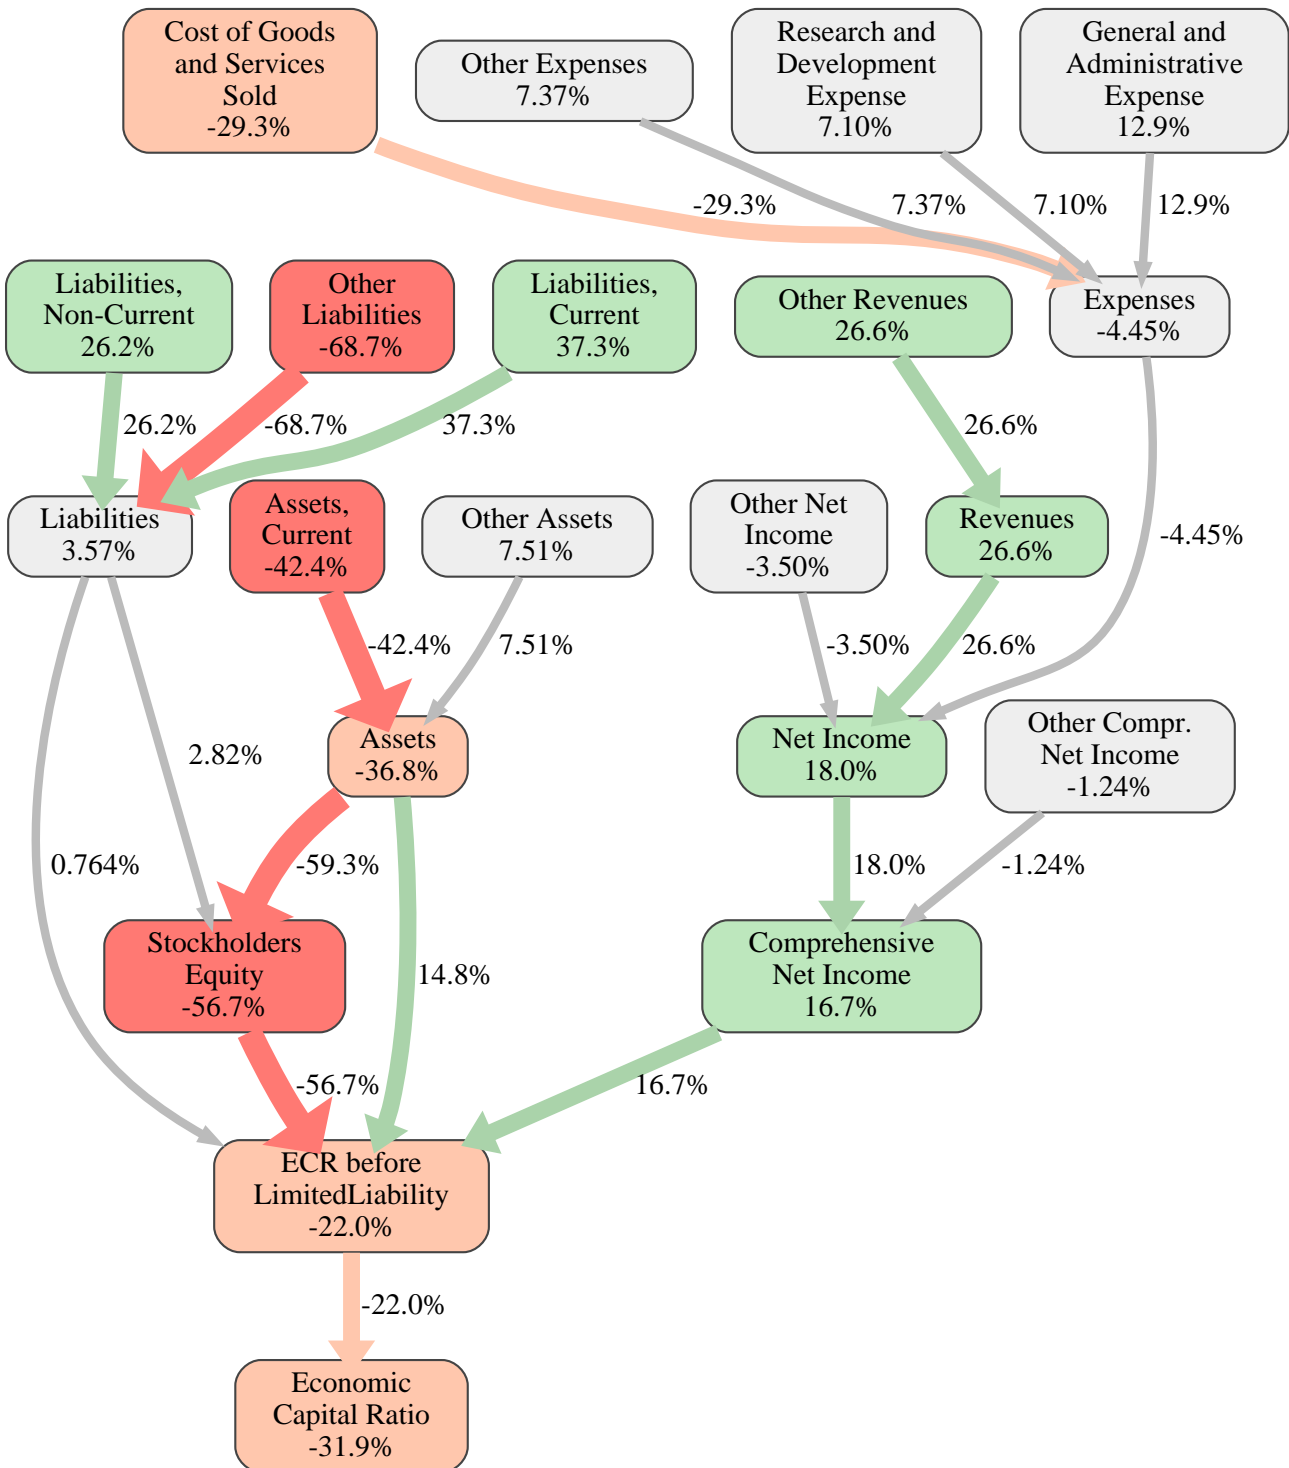 Cost of Goods
and Services
Sold
-29.3%
Other Expenses
7.37%
Research and
Development
Expense
7.10%
General and
Administrative
Expense
12.9%
-29.3%
7.37%
7.10%
12.9%
Liabilities,
Non-Current
26.2%
Other
Liabilities
-68.7%
Liabilities,
Current
37.3%
Other Revenues
26.6%
Expenses
-4.45%
26.2%
-68.7%
37.3%
26.6%
Liabilities
3.57%
Assets,
Current
-42.4%
Other Assets
7.51%
Other Net
Income
-3.50%
Revenues
26.6%
-4.45%
-42.4%
7.51%
-3.50%
26.6%
2.82%
Assets
-36.8%
Net Income
18.0%
Other Compr.
Net Income
-1.24%
0.764%
-59.3%
18.0%
-1.24%
Stockholders
Equity
-56.7%
14.8%
Comprehensive
Net Income
16.7%
-56.7%
16.7%
ECR before
LimitedLiability
-22.0%
-22.0%
Economic
Capital Ratio
-31.9%